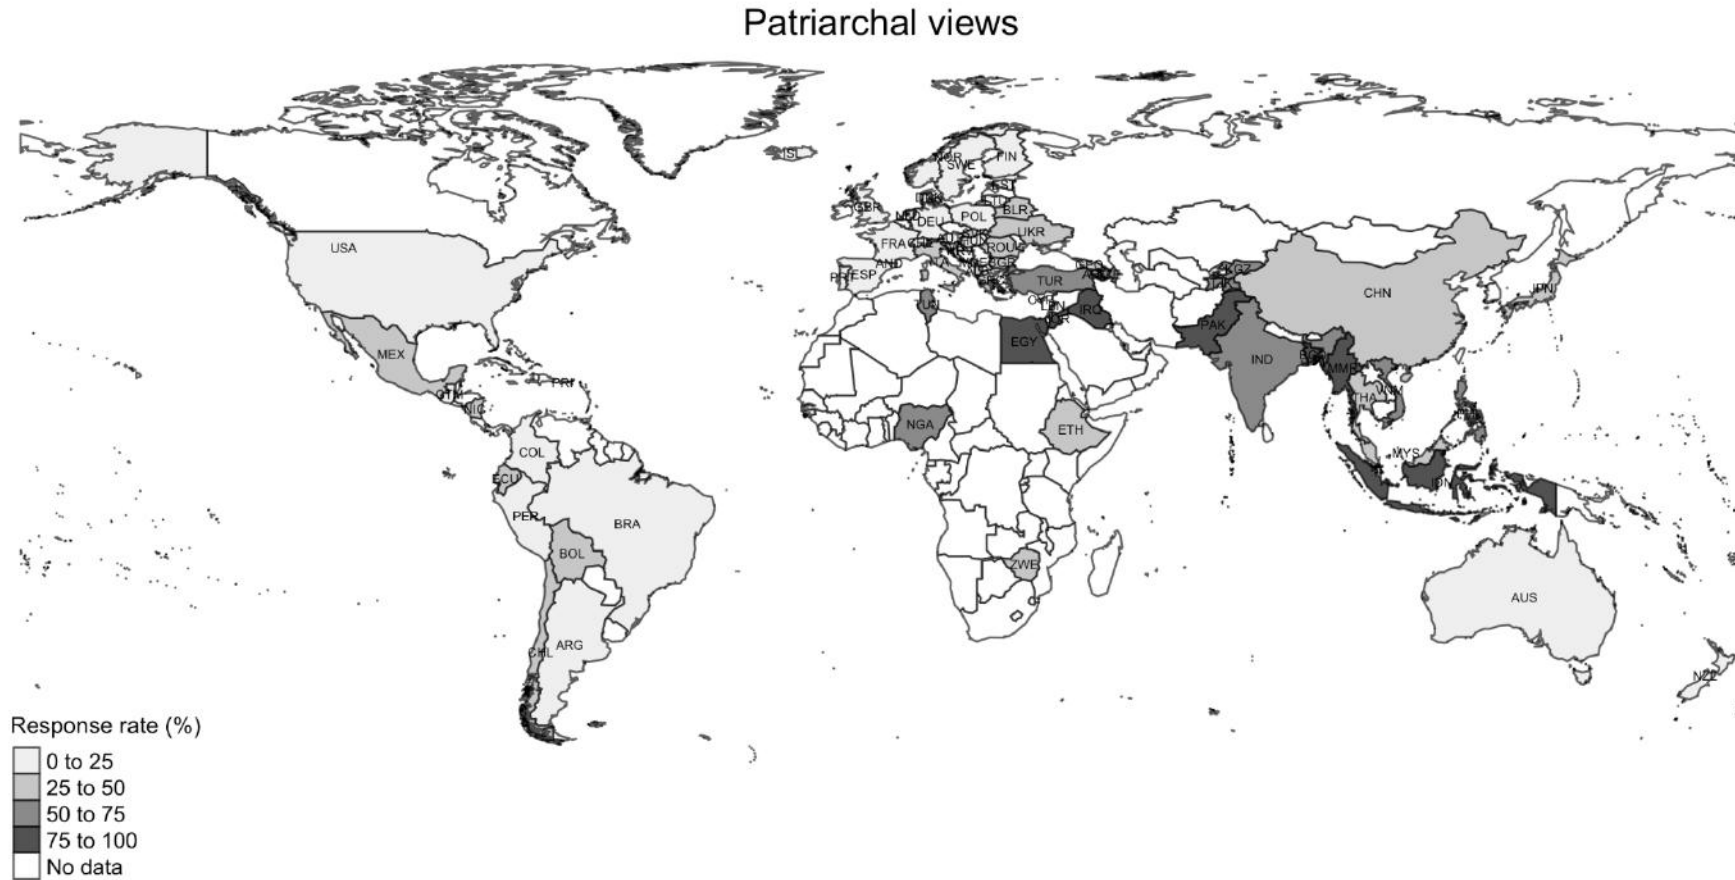 Patriarchal views
ISL
NOR
SWE
FIN
EST
GBR
DEU
POL
BLR
UKR
USA
FRA
ROU
AND
ITA
PRT
ESP
TUR
KGZ
CHN
JPN
TUN
LBN
IRQ
JOR
PAK
EGY
MEX
IND
MMR
GTM
PRI
NIC
THA
VNM
NGA
ETH
COL
MYS
ECU
IDN
PER
BRA
BOL
ZWE
AUS
CHL
ARG
NZL
Response rate (%)
0 to 25
25 to 50
50 to 75
75 to 100
No data